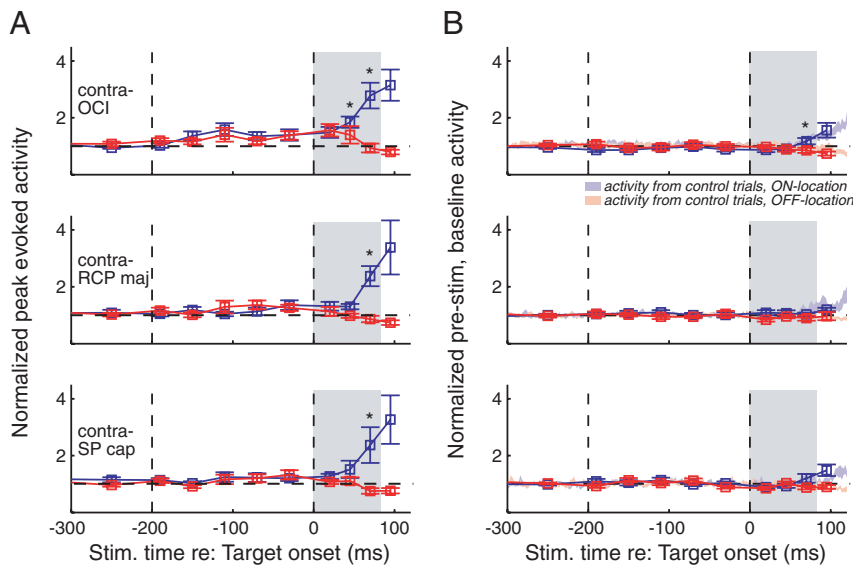 A
B
Normalized peak evoked activity
Normalized pre-stim, baseline activity
4
2
contra-
OCI
*
*
4
2
*
activity from control trials, ON-location
activity from control trials, OFF-location
4
2
contra-
RCP maj
*
4
2
4
2
contra-
SP cap
*
4
2
-300 -200 -100 0 100
-300 -200 -100 0 100
Stim. time re: Target onset (ms)
Stim. time re: Target onset (ms)